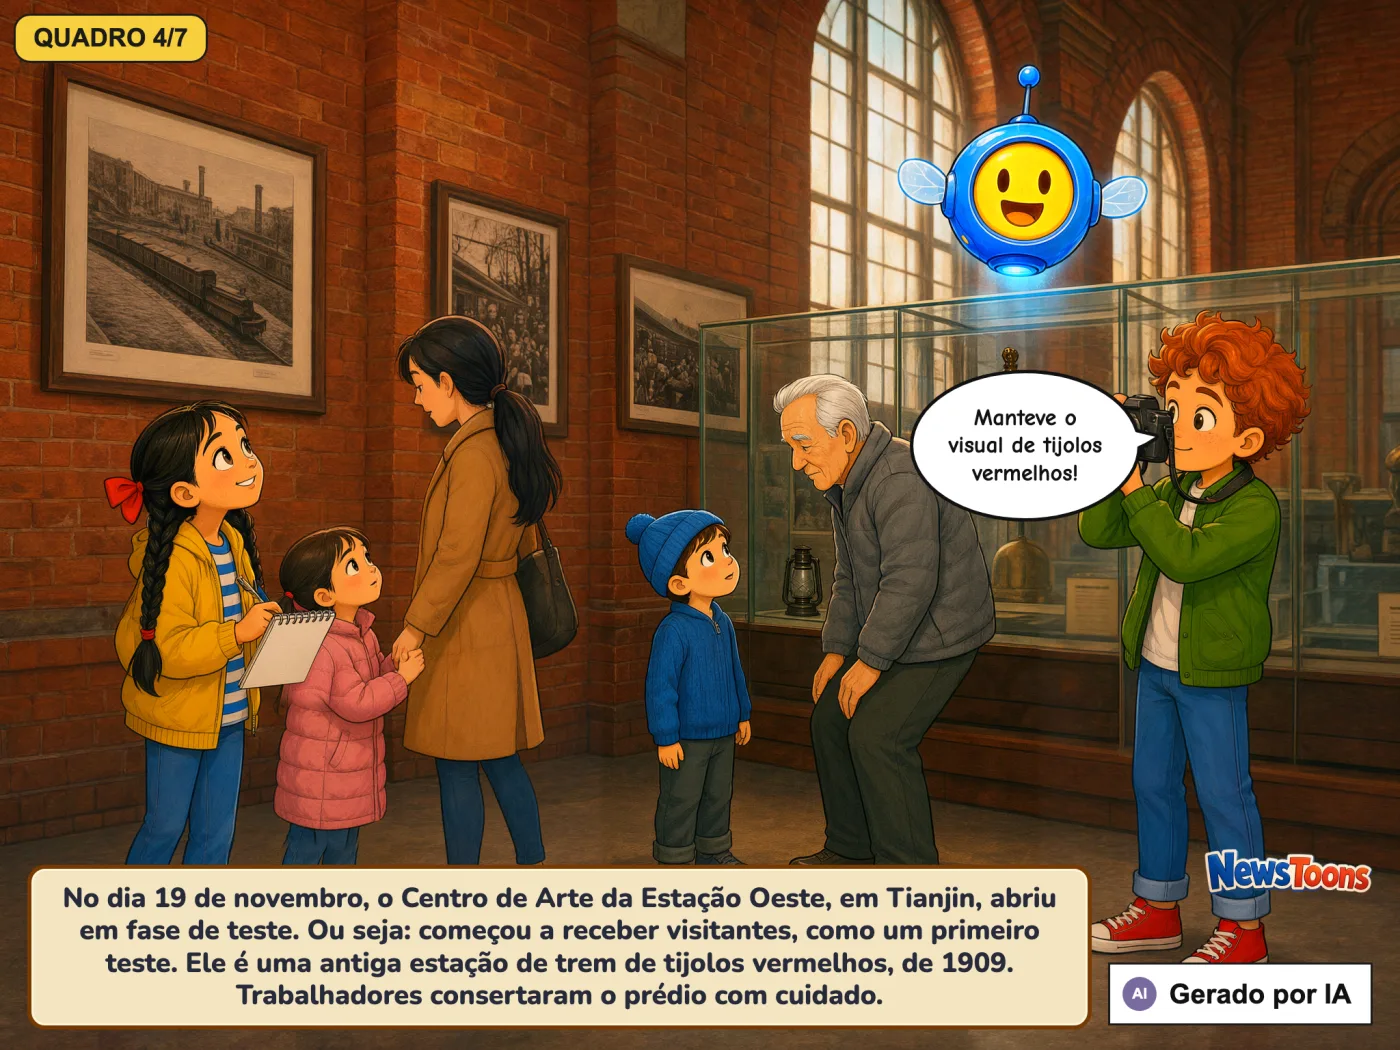 QUADRO 4/7
Manteve o
visual de tijolos
vermelhos!
No dia 19 de novembro, o Centro de Arte da Estação Oeste, em Tianjin, abriu
em fase de teste. Ou seja: começou a receber visitantes, como um primeiro
teste. Ele é uma antiga estação de trem de tijolos vermelhos, de 1909.
Trabalhadores consertaram o prédio com cuidado.
NewsToons
AI Gerado por IA